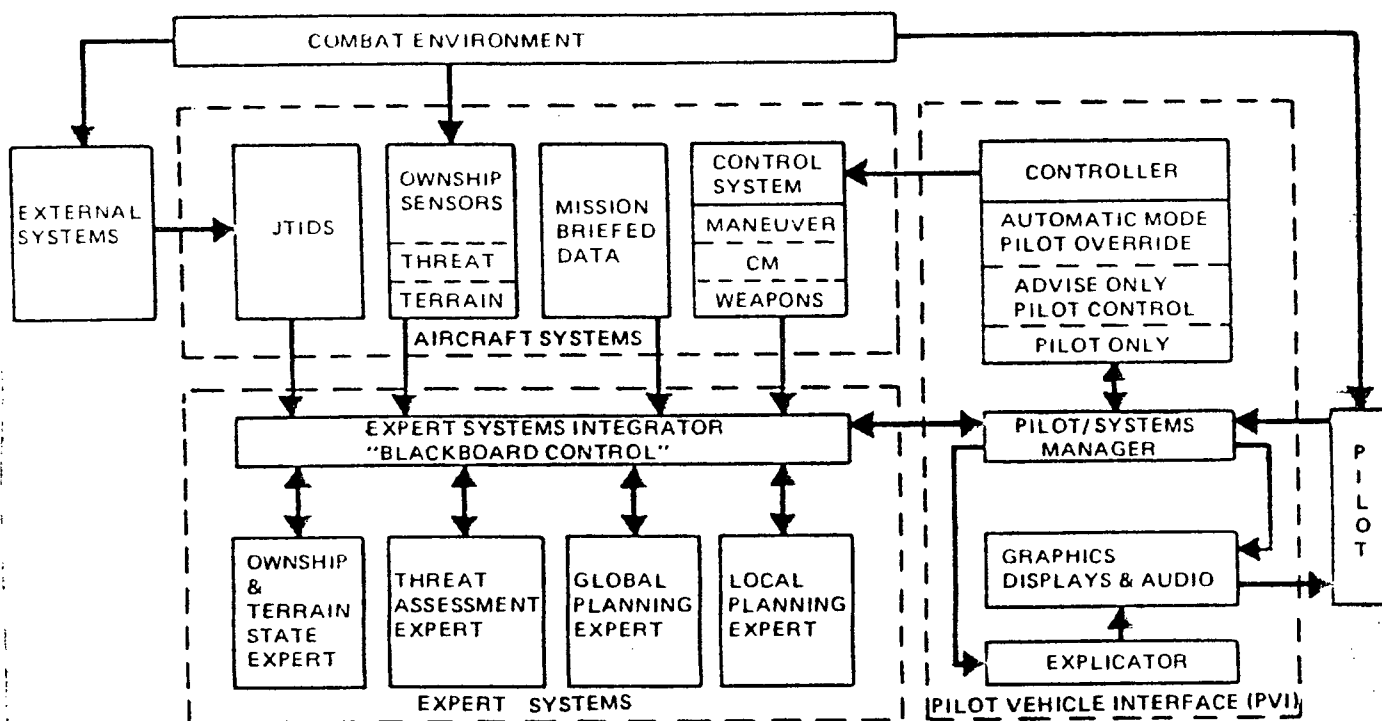 COMBAT ENVIRONMENT
EXTERNAL
SYSTEMS
JTIDS
OWNSHIP
SENSORS
THREAT
TERRAIN
MISSION
BRIEFED
DATA
CONTROL
SYSTEM
MANEUVER
CM
WEAPONS
AIRCRAFT SYSTEMS
CONTROLLER
AUTOMATIC MODE
PILOT OVERRIDE
ADVISE ONLY
PILOT CONTROL
PILOT ONLY
EXPERT SYSTEMS INTEGRATOR
"BLACKBOARD CONTROL"
PILOT/SYSTEMS
MANAGER
PILOT
OWNSHIP
&
TERRAIN
STATE
EXPERT
THREAT
ASSESSMENT
EXPERT
GLOBAL
PLANNING
EXPERT
LOCAL
PLANNING
EXPERT
GRAPHICS
DISPLAYS & AUDIO
EXPLICATOR
EXPERT SYSTEMS
PILOT VEHICLE INTERFACE (PVI)